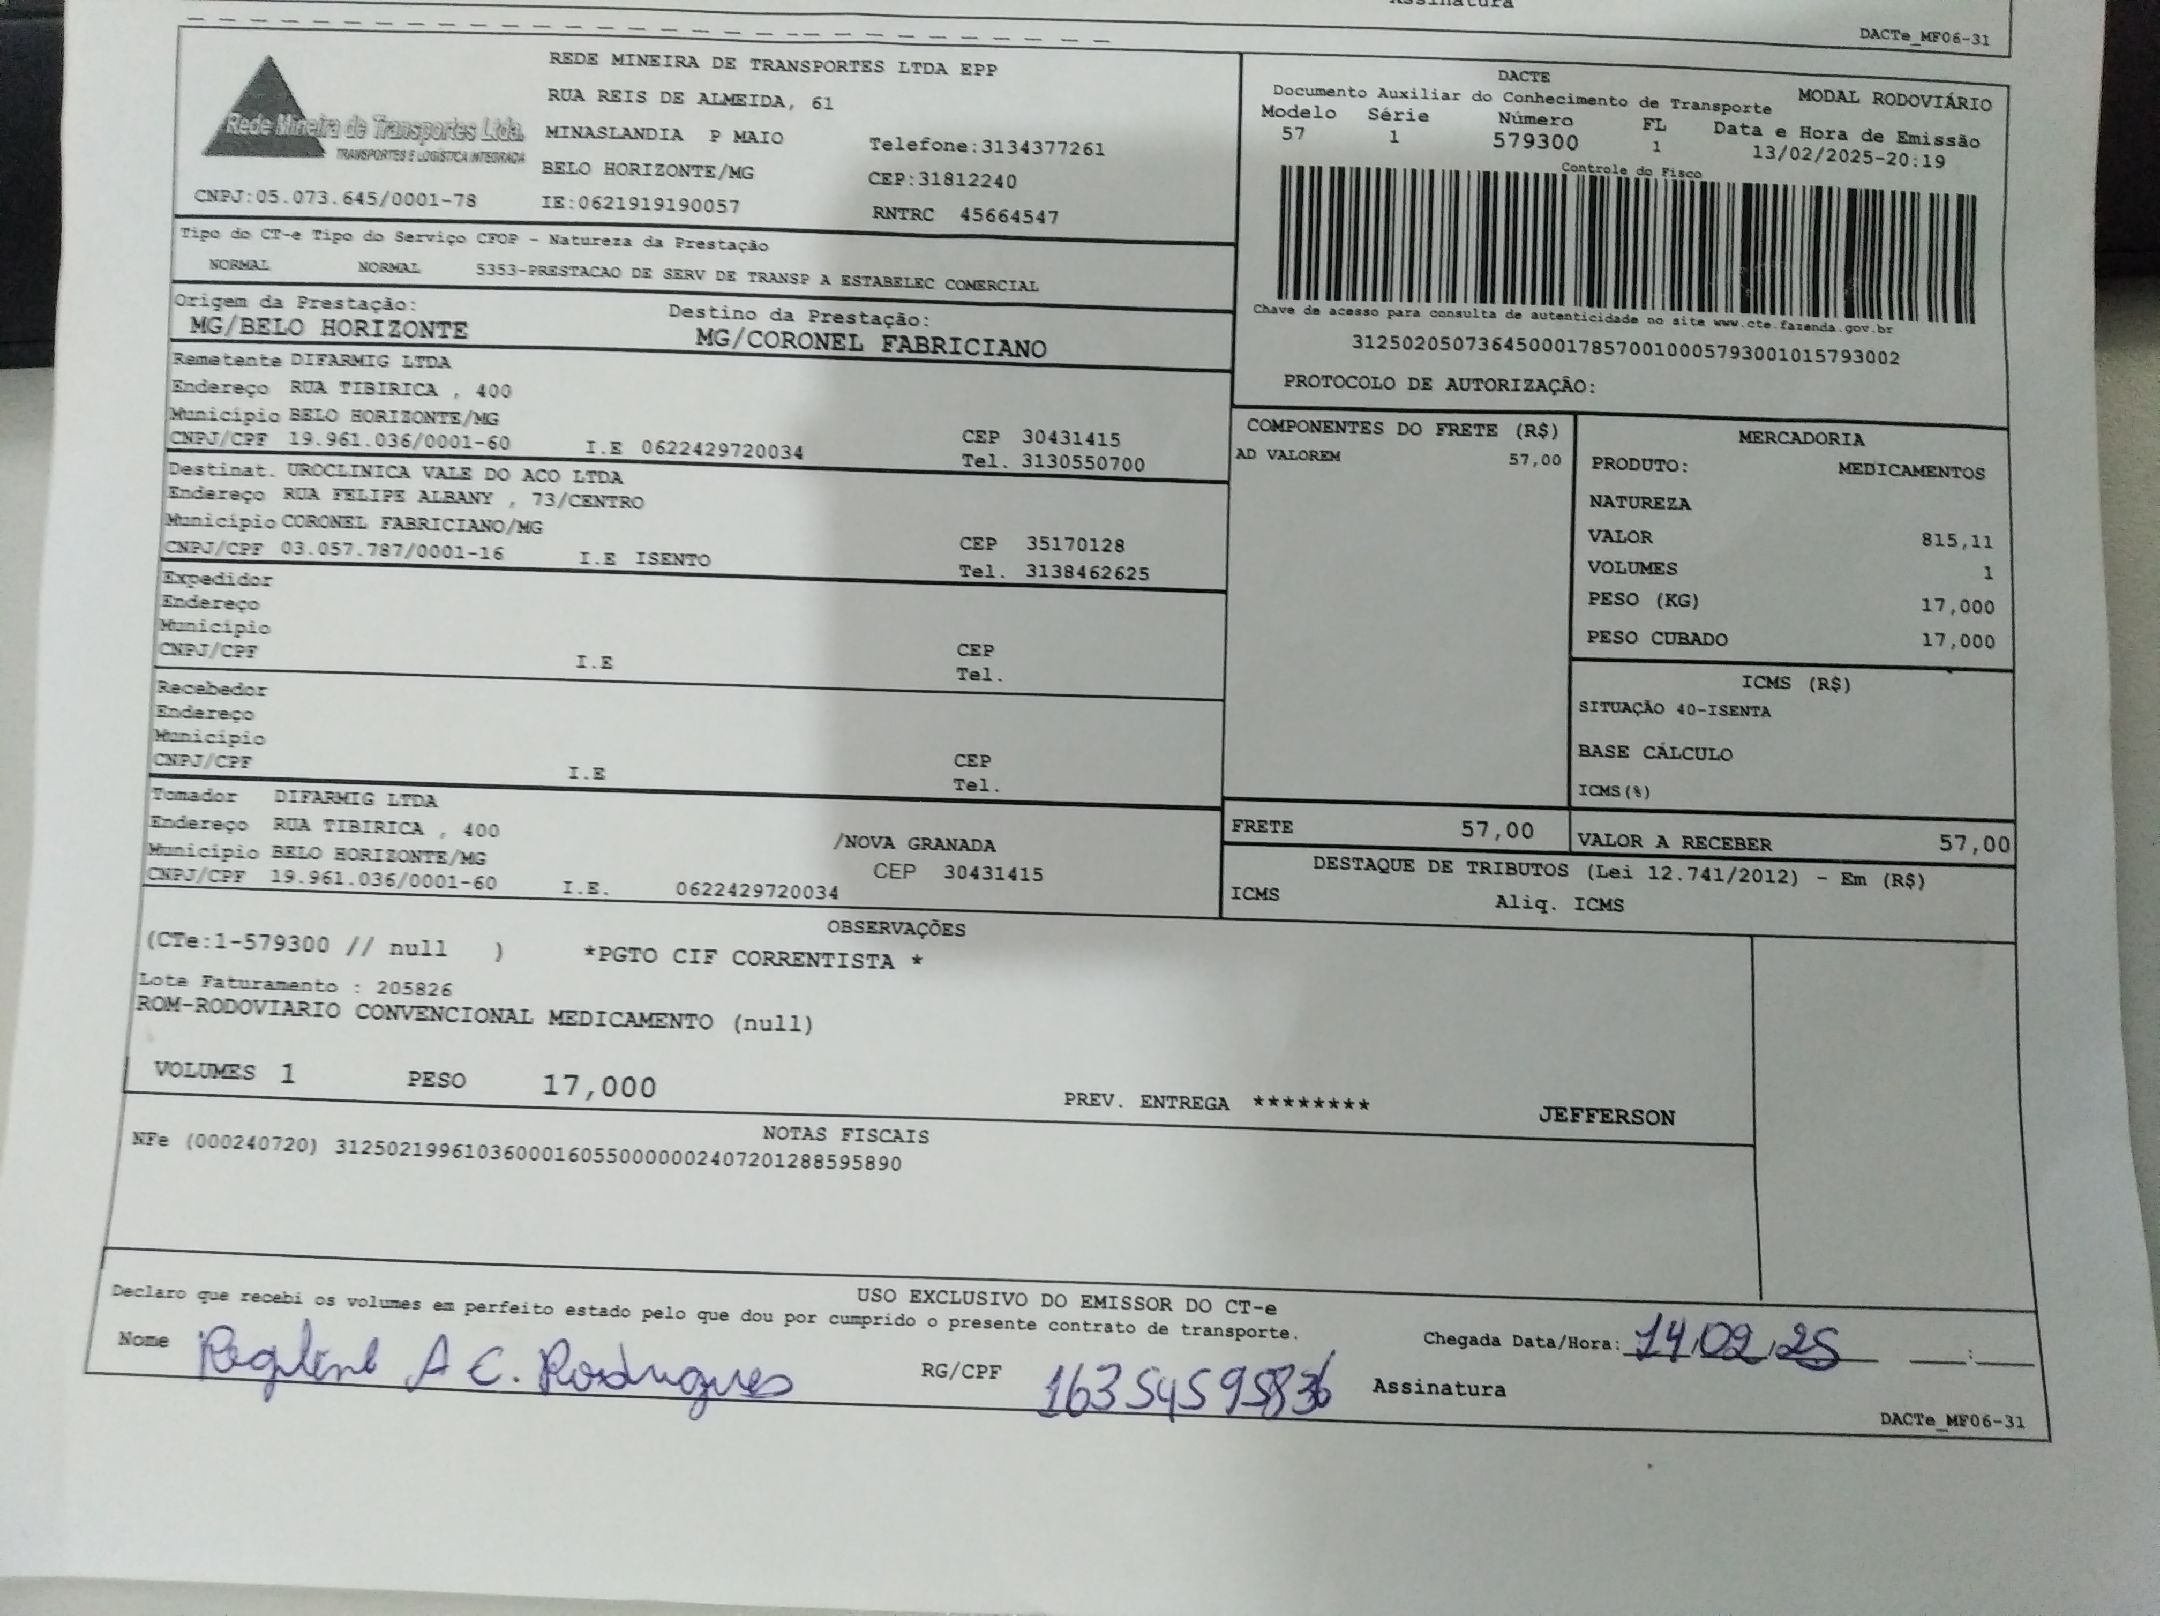 Assinatura
DACTe_MF06-31
Rede Mineira de Transportes Ltda.
TRANSPORTES E LOGÍSTICA INTEGRADA
CNPJ:05.073.645/0001-78
REDE MINEIRA DE TRANSPORTES LTDA EPP
RUA REIS DE ALMEIDA, 61
MINASLANDIA P MAIO Telefone:3134377261
BELO HORIZONTE/MG CEP:31812240
IE:0621919190057 RNTRC 45664547
DACTE MODAL RODOVIÁRIO
Documento Auxiliar do Conhecimento de Transporte
Modelo Série Número FL Data e Hora de Emissão
57 1 579300 1 13/02/2025-20:19
Controle do Fisco
Chave de acesso para consulta de autenticidade no site www.cte.fazenda.gov.br
31250205073645000178570010005793001015793002
PROTOCOLO DE AUTORIZAÇÃO:
Tipo do CT-e Tipo do Serviço CFOP - Natureza da Prestação
NORMAL NORMAL 5353-PRESTACAO DE SERV DE TRANSP A ESTABELEC COMERCIAL
Origem da Prestação: Destino da Prestação:
MG/BELO HORIZONTE MG/CORONEL FABRICIANO
Remetente DIFARMIG LTDA
Endereço RUA TIBIRICA , 400
Município BELO HORIZONTE/MG CEP 30431415
CNPJ/CPF 19.961.036/0001-60 I.E 0622429720034 Tel. 3130550700
Destinat. UROCLINICA VALE DO ACO LTDA
Endereço RUA FELIPE ALBANY , 73/CENTRO
Município CORONEL FABRICIANO/MG CEP 35170128
CNPJ/CPF 03.057.787/0001-16 I.E ISENTO Tel. 3138462625
Expedidor
Endereço
Município CEP
CNPJ/CPF I.E Tel.
Recebedor
Endereço
Município CEP
CNPJ/CPF I.E Tel.
Tomador DIFARMIG LTDA
Endereço RUA TIBIRICA , 400 /NOVA GRANADA
Município BELO HORIZONTE/MG CEP 30431415
CNPJ/CPF 19.961.036/0001-60 I.E. 0622429720034
COMPONENTES DO FRETE (R$)
AD VALOREM 57,00
MERCADORIA
PRODUTO: MEDICAMENTOS
NATUREZA
VALOR 815,11
VOLUMES 1
PESO (KG) 17,000
PESO CUBADO 17,000
ICMS (R$)
SITUAÇÃO 40-ISENTA
BASE CÁLCULO
ICMS(%)
FRETE 57,00 VALOR A RECEBER 57,00
DESTAQUE DE TRIBUTOS (Lei 12.741/2012) - Em (R$)
ICMS Aliq. ICMS
OBSERVAÇÕES
(CTe:1-579300 // null ) *PGTO CIF CORRENTISTA *
Lote Faturamento : 205826
ROM-RODOVIARIO CONVENCIONAL MEDICAMENTO (null)
VOLUMES 1 PESO 17,000 PREV. ENTREGA ******** JEFFERSON
NOTAS FISCAIS
NFe (000240720) 31250219961036000160550000002407201288595890
USO EXCLUSIVO DO EMISSOR DO CT-e
Declaro que recebi os volumes em perfeito estado pelo que dou por cumprido o presente contrato de transporte.
Chegada Data/Hora: 14/02/25 __:__
Nome A C. Rodrigues RG/CPF Assinatura
DACTe_MF06-31